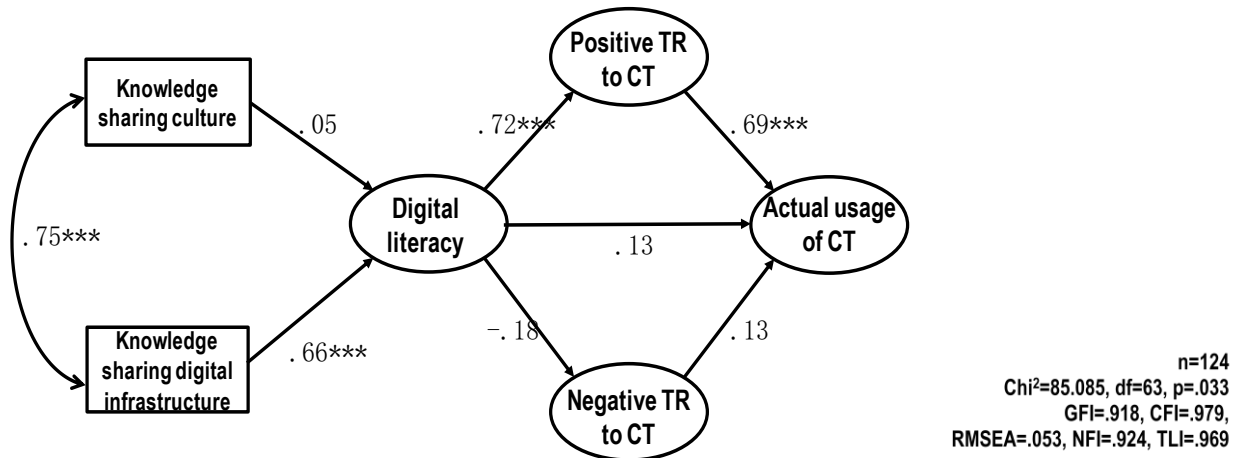 Positive TR
to CT
Knowledge
sharing culture
.05
.72***
.69***
Digital
literacy
Actual usage
of CT
.75***
.13
-.18
.13
Knowledge
sharing digital
infrastructure
.66***
Negative TR
to CT
n=124
Chi²=85.085, df=63, p=.033
GFI=.918, CFI=.979,
RMSEA=.053, NFI=.924, TLI=.969